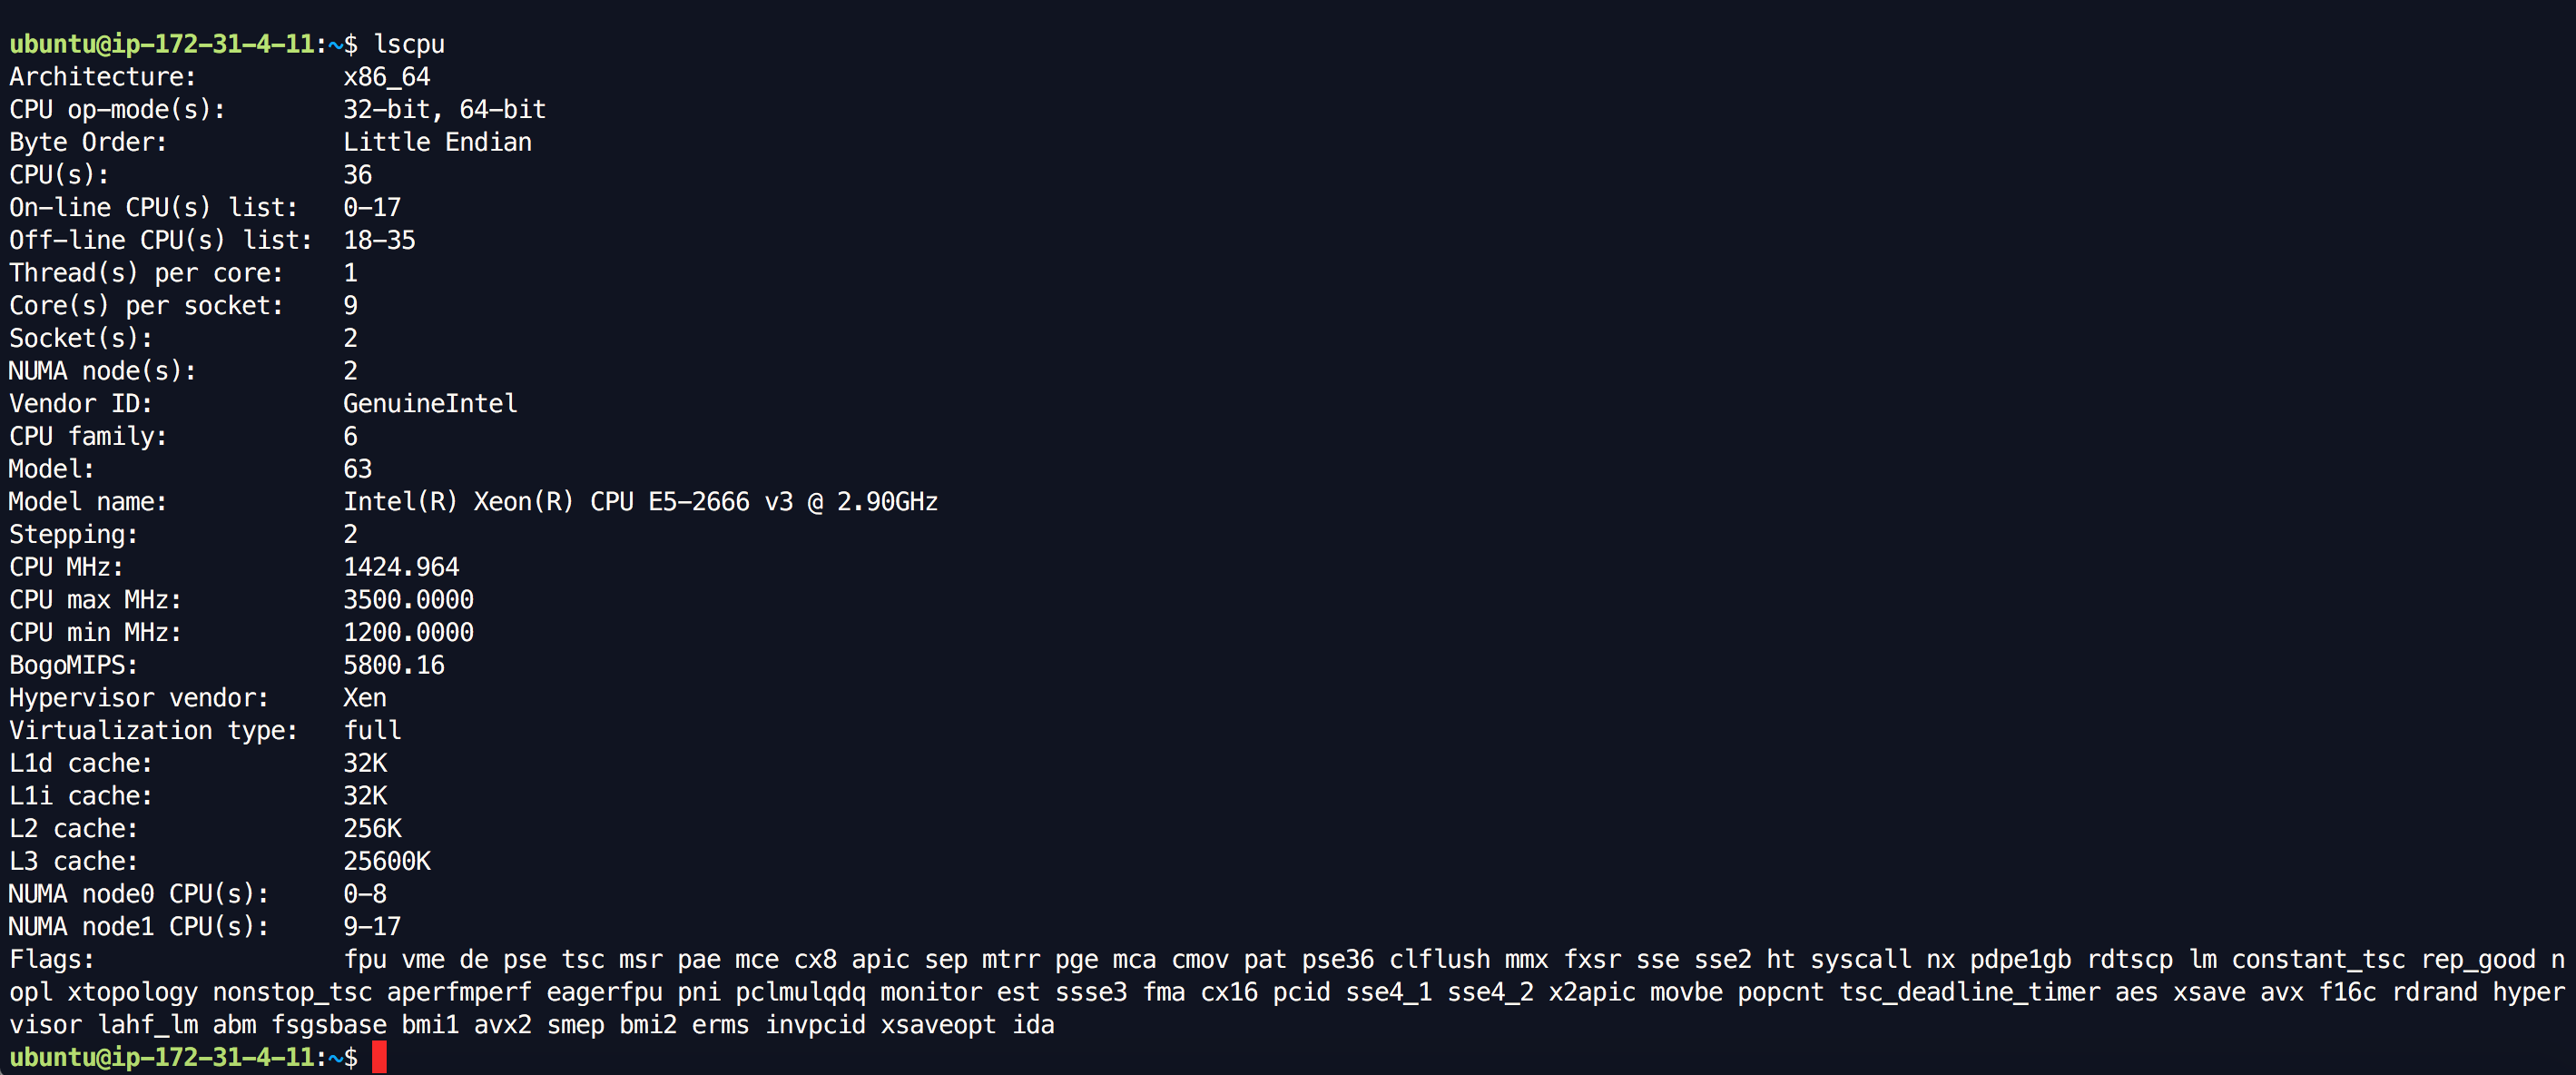 ubuntu@ip-172-31-4-11:~$ lscpu
Architecture:          x86_64
CPU op-mode(s):        32-bit, 64-bit
Byte Order:            Little Endian
CPU(s):                36
On-line CPU(s) list:   0-17
Off-line CPU(s) list:  18-35
Thread(s) per core:    1
Core(s) per socket:    9
Socket(s):             2
NUMA node(s):          2
Vendor ID:             GenuineIntel
CPU family:            6
Model:                 63
Model name:            Intel(R) Xeon(R) CPU E5-2666 v3 @ 2.90GHz
Stepping:              2
CPU MHz:               1424.964
CPU max MHz:           3500.0000
CPU min MHz:           1200.0000
BogoMIPS:              5800.16
Hypervisor vendor:     Xen
Virtualization type:   full
L1d cache:             32K
L1i cache:             32K
L2 cache:              256K
L3 cache:              25600K
NUMA node0 CPU(s):     0-8
NUMA node1 CPU(s):     9-17
Flags:                 fpu vme de pse tsc msr pae mce cx8 apic sep mtrr pge mca cmov pat pse36 clflush mmx fxsr sse sse2 ht syscall nx pdpe1gb rdtscp lm constant_tsc rep_good n
opl xtopology nonstop_tsc aperfmperf eagerfpu pni pclmulqdq monitor est ssse3 fma cx16 pcid sse4_1 sse4_2 x2apic movbe popcnt tsc_deadline_timer aes xsave avx f16c rdrand hyper
visor lahf_lm abm fsgsbase bmi1 avx2 smep bmi2 erms invpcid xsaveopt ida
ubuntu@ip-172-31-4-11:~$